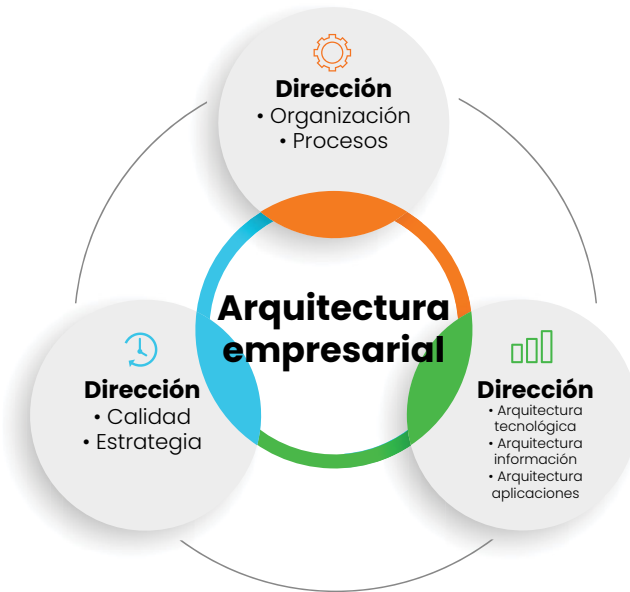 Dirección
• Organización
• Procesos
Arquitectura
empresarial
Dirección
• Calidad
• Estrategia
Dirección
• Arquitectura
tecnológica
• Arquitectura
información
• Arquitectura
aplicaciones